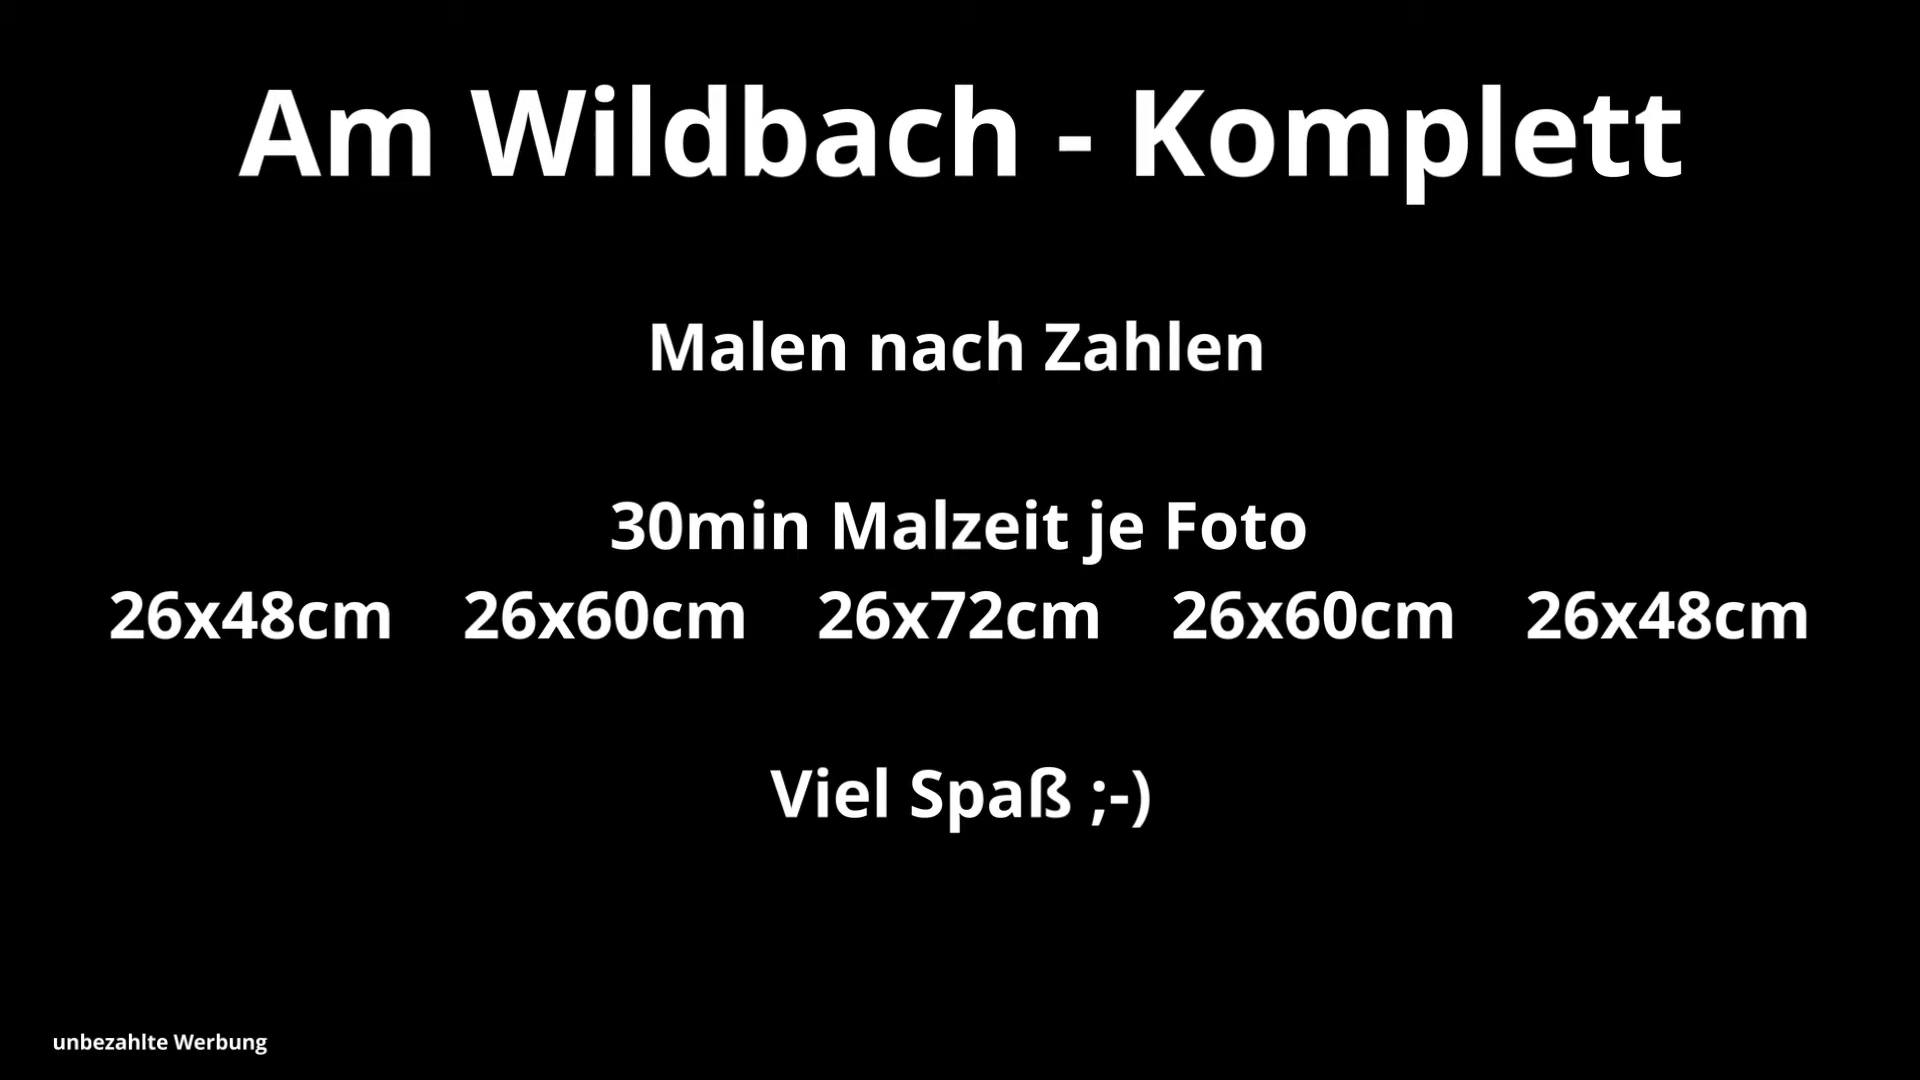 Am Wildbach - Komplett
Malen nach Zahlen
30min Malzeit je Foto
26x48cm 26x60cm 26x72cm 26x60cm 26x48cm
Viel Spaß ;-)
unbezahlte Werbung